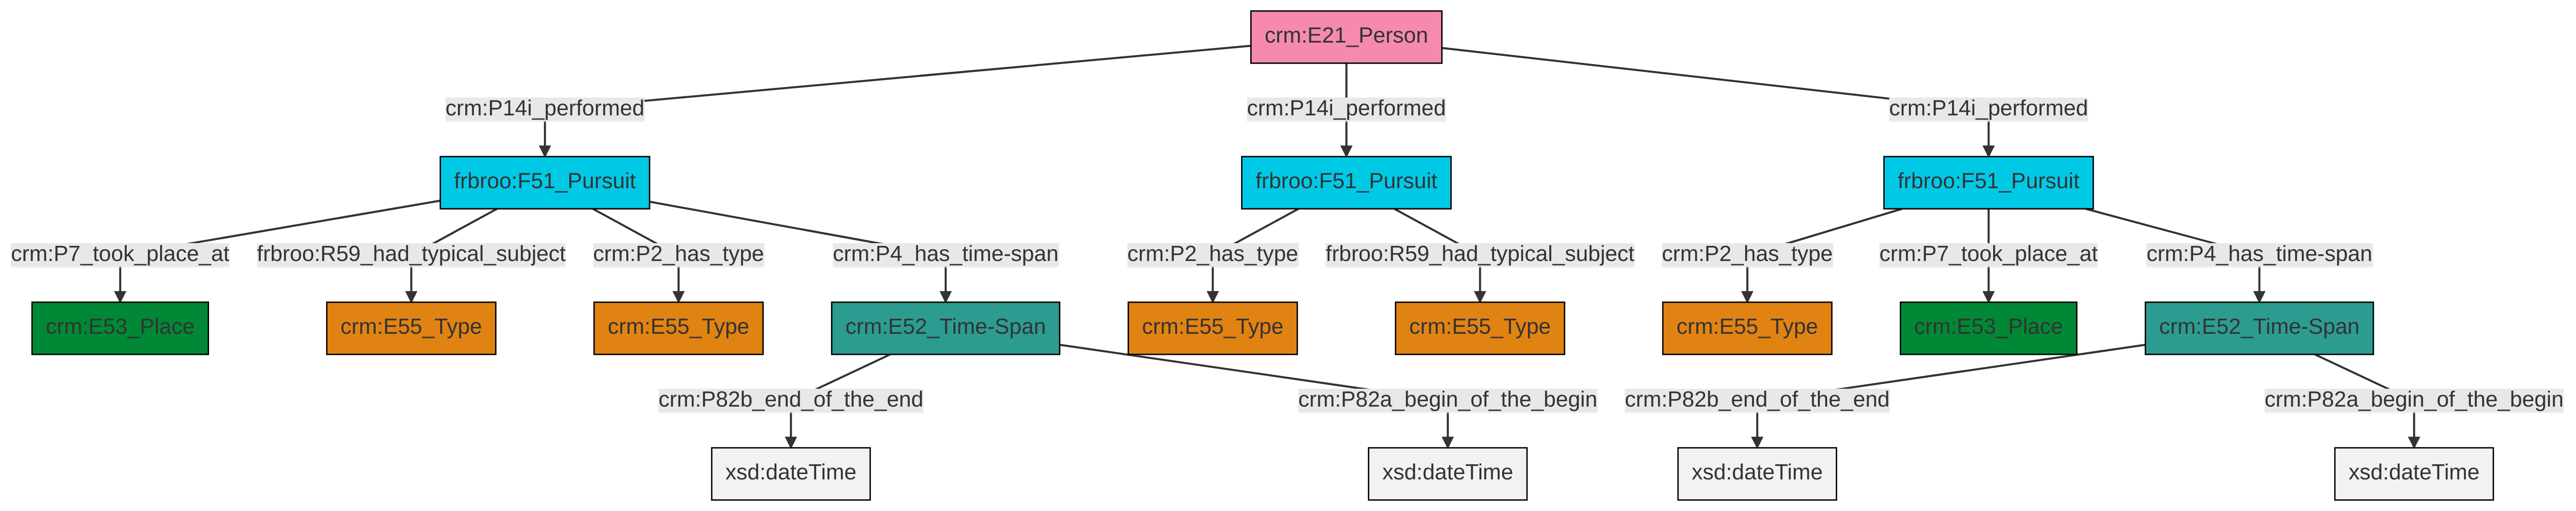 crm:E21_Person
crm:P14i_performed
crm:P14i_performed
crm:P14i_performed
frbroo:F51_Pursuit
frbroo:F51_Pursuit
frbroo:F51_Pursuit
crm:P7_took_place_at
frbroo:R59_had_typical_subject
crm:P2_has_type
crm:P4_has_time-span
crm:P2_has_type
frbroo:R59_had_typical_subject
crm:P2_has_type
crm:P7_took_place_at
crm:P4_has_time-span
crm:E53_Place
crm:E55_Type
crm:E55_Type
crm:E52_Time-Span
crm:E55_Type
crm:E55_Type
crm:E55_Type
crm:E53_Place
crm:E52_Time-Span
crm:P82b_end_of_the_end
crm:P82a_begin_of_the_begin
crm:P82b_end_of_the_end
crm:P82a_begin_of_the_begin
xsd:dateTime
xsd:dateTime
xsd:dateTime
xsd:dateTime